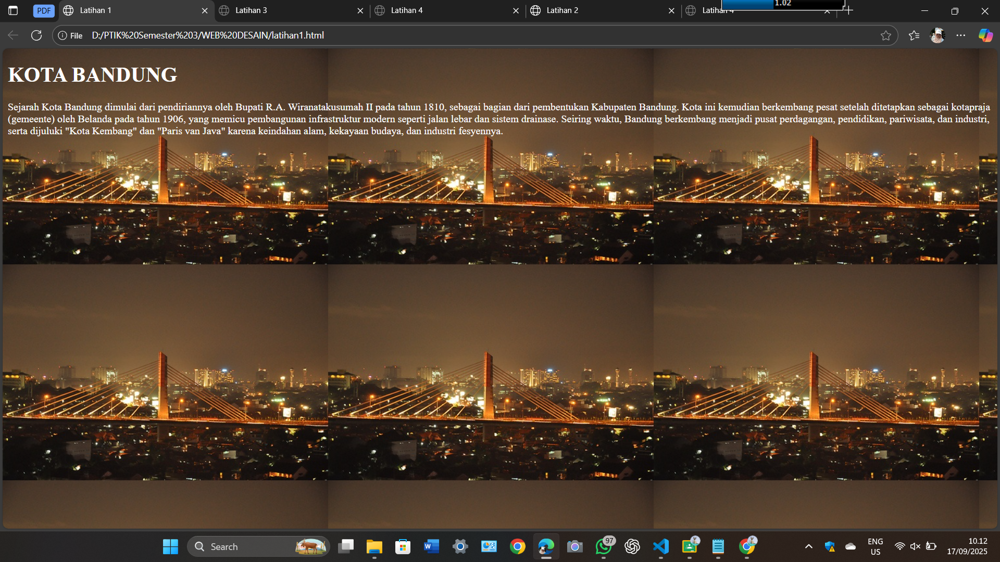 PDF
Latihan 1
Latihan 3
Latihan 4
Latihan 2
Latihan 4
1.02
File
D:/PTIK%20Semester%203/WEB%20DESAIN/latihan1.html
KOTA BANDUNG
Sejarah Kota Bandung dimulai dari pendiriannya oleh Bupati R.A. Wiranatakusumah II pada tahun 1810, sebagai bagian dari pembentukan Kabupaten Bandung. Kota ini kemudian berkembang pesat setelah ditetapkan sebagai kotapraja
(gemeente) oleh Belanda pada tahun 1906, yang memicu pembangunan infrastruktur modern seperti jalan lebar dan sistem drainase. Seiring waktu, Bandung berkembang menjadi pusat perdagangan, pendidikan, pariwisata, dan industri,
serta dijuluki "Kota Kembang" dan "Paris van Java" karena keindahan alam, kekayaan budaya, dan industri fesyennya.
Search
W
97
ENG
US
10.12
17/09/2025